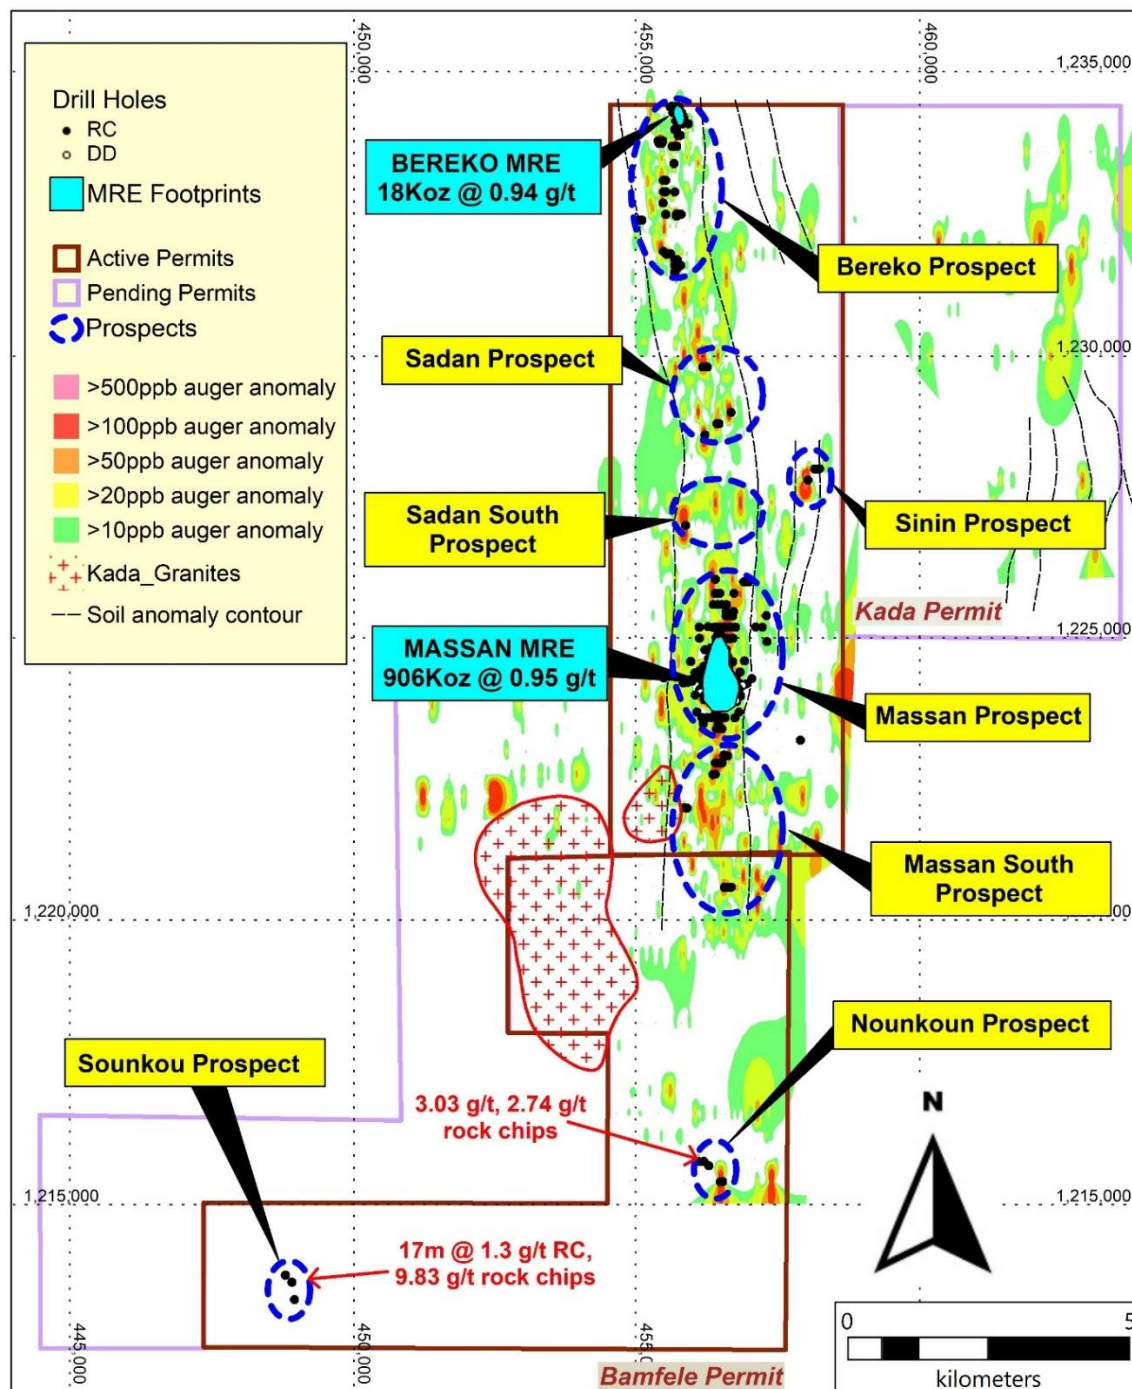 450,000
455,000
460,000
1,235,000
Drill Holes
RC
DD
MRE Footprints
Active Permits
Pending Permits
Prospects
>500ppb auger anomaly
>100ppb auger anomaly
>50ppb auger anomaly
>20ppb auger anomaly
>10ppb auger anomaly
Kada_Granites
Soil anomaly contour
BEREKO MRE
18Koz @ 0.94 g/t
Bereko Prospect
Sadan Prospect
1,230,000
Sadan South
Prospect
Sinin Prospect
Kada Permit
1,225,000
MASSAN MRE
906Koz @ 0.95 g/t
Massan Prospect
Massan South
Prospect
1,220,000
Nounkoun Prospect
Sounkou Prospect
3.03 g/t, 2.74 g/t
rock chips
N
1,215,000
1,215,000
17m @ 1.3 g/t RC,
9.83 g/t rock chips
445,000
450,000
Bamfele Permit
0
5
kilometers